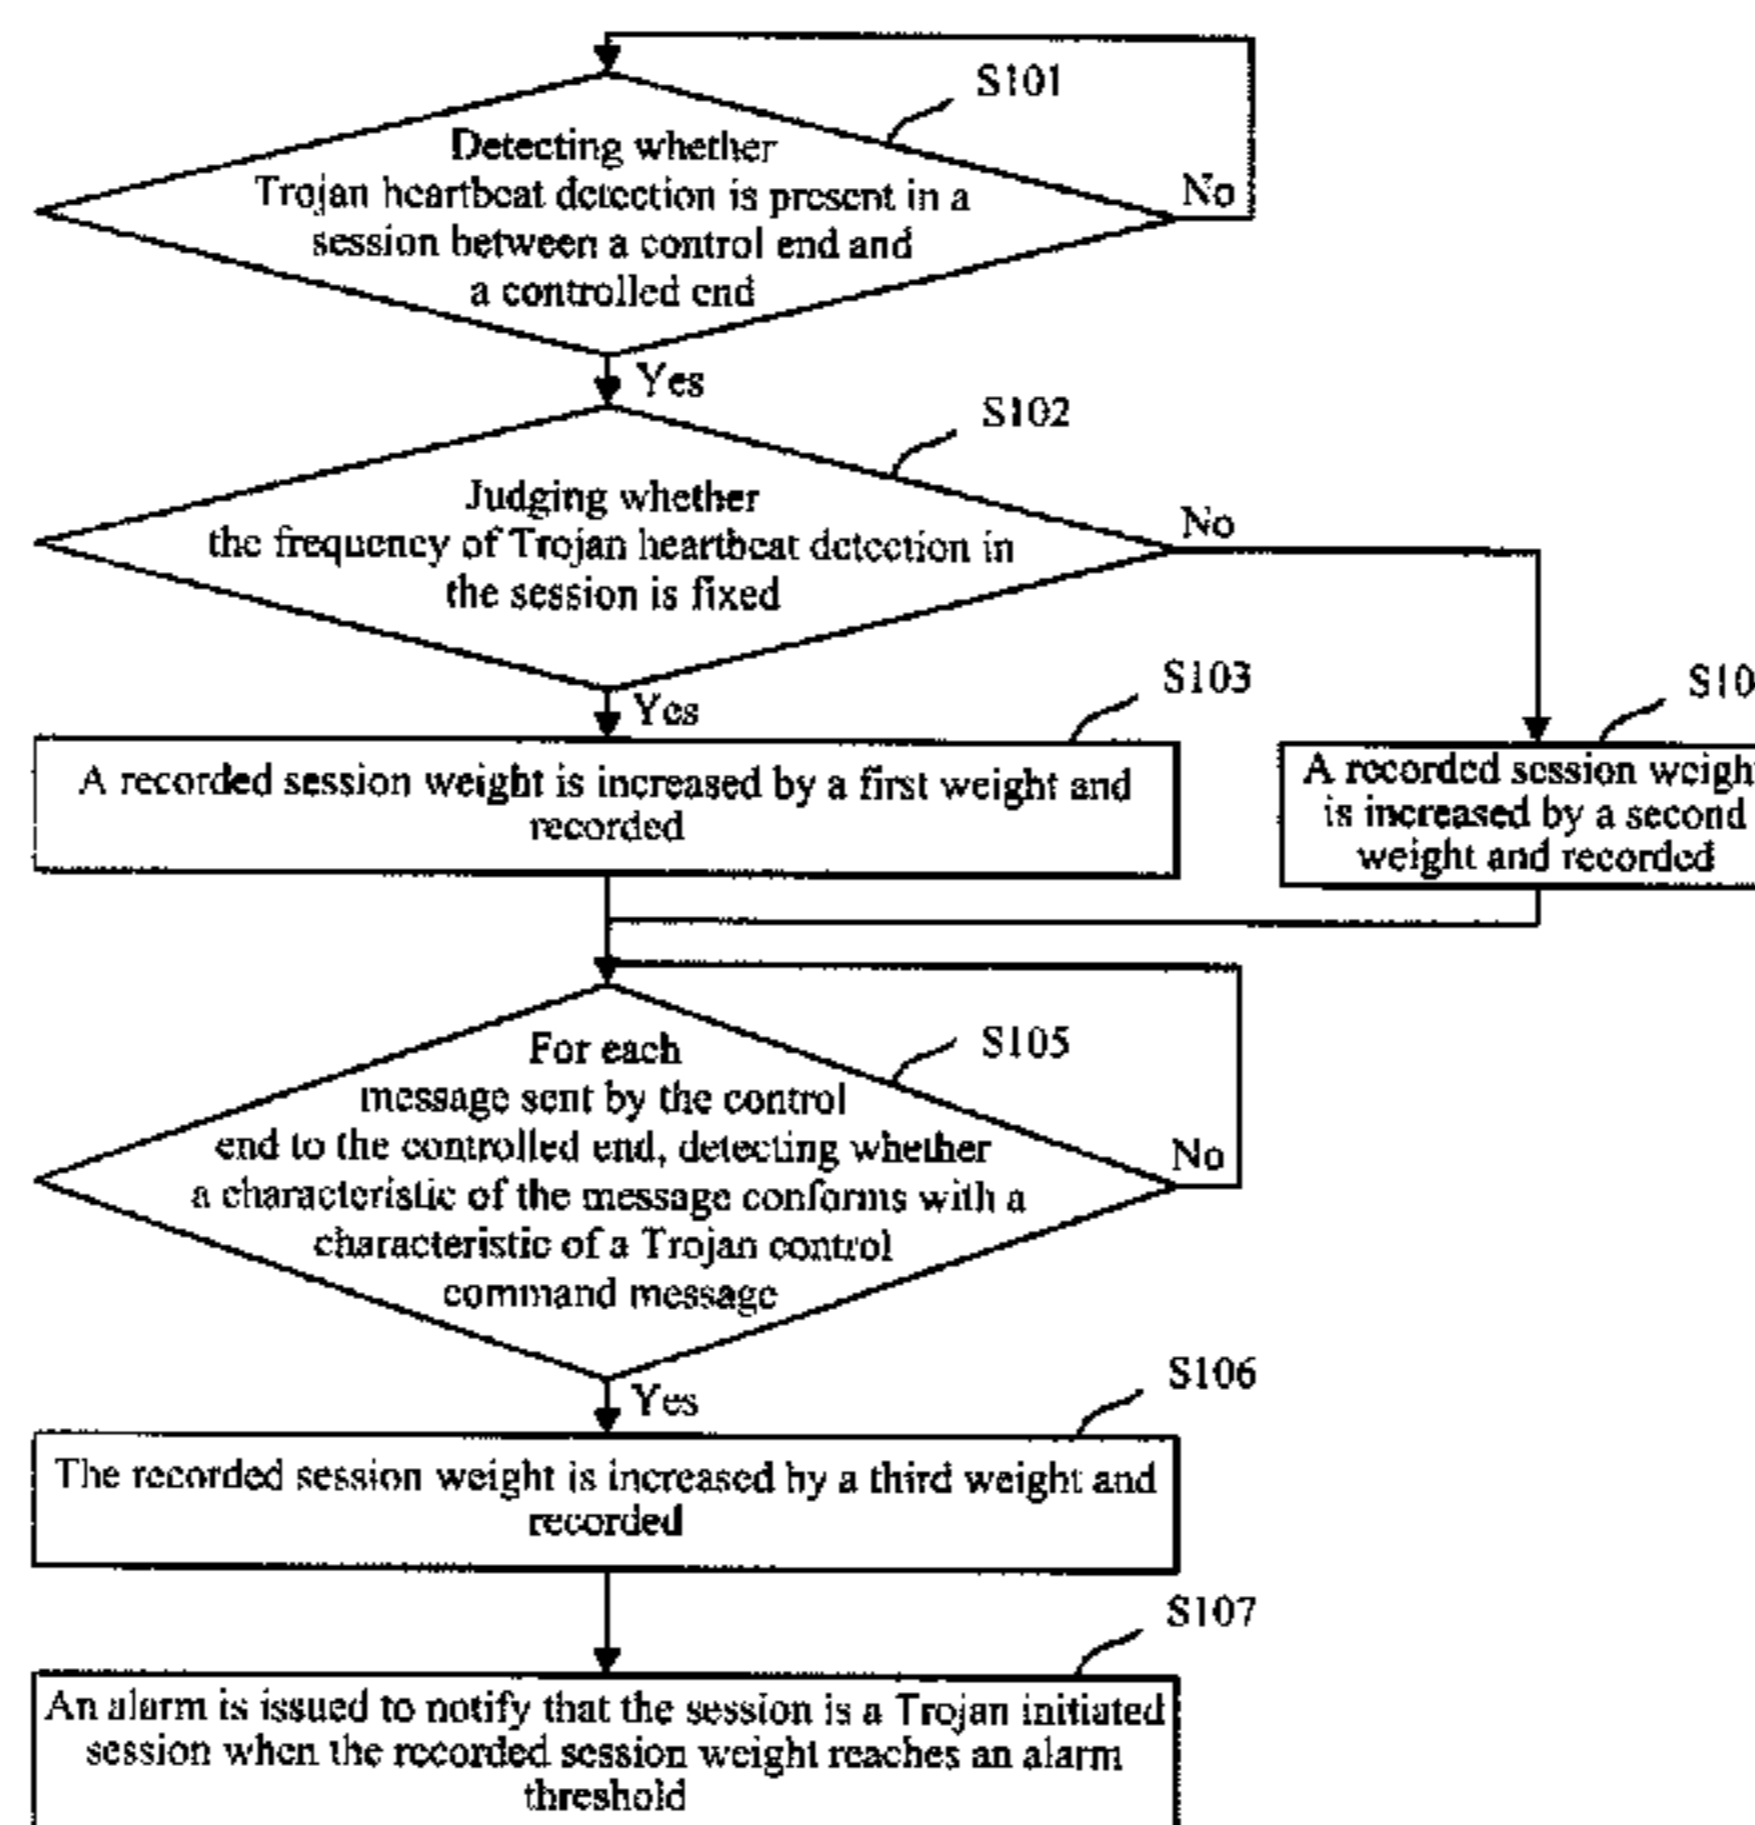 S101
Detecting whether
Trojan heartbeat detection is present in a
session between a control end and
a controlled end
No
Yes
S102
Judging whether
the frequency of Trojan heartbeat detection in
the session is fixed
No
Yes
S103
A recorded session weight is increased by a first weight and
recorded
S10
A recorded session weight
is increased by a second
weight and recorded
For each
message sent by the control
end to the controlled end, detecting whether
a characteristic of the message conforms with a
characteristic of a Trojan control
command message
S105
No
Yes
S106
The recorded session weight is increased by a third weight and
recorded
S107
An alarm is issued to notify that the session is a Trojan initiated
session when the recorded session weight reaches an alarm
threshold